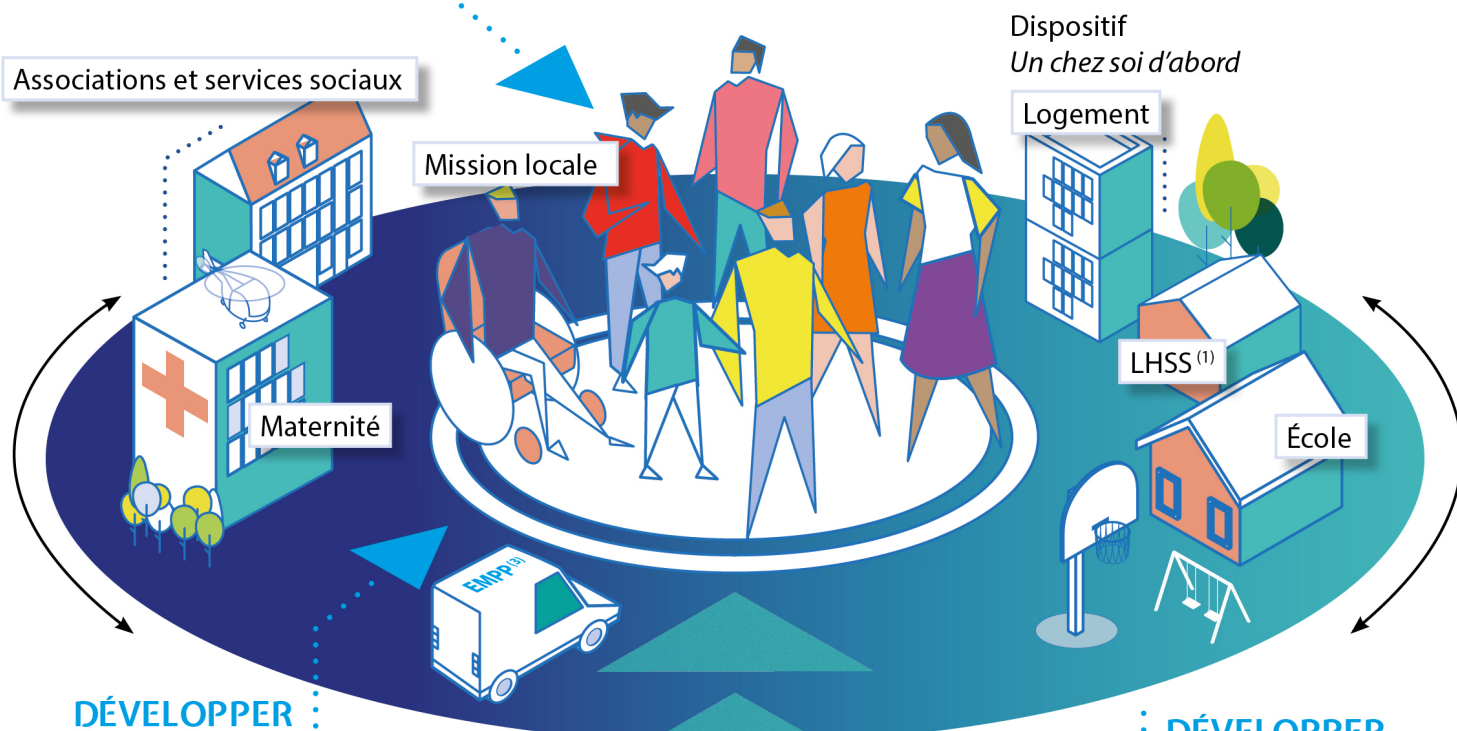 Dispositif
Un chez soi d'abord
Associations et services sociaux
Logement
Mission locale
LHSS (1)
Maternité
École
EMPP (3)
DÉVELOPPER
DÉVELOPPER